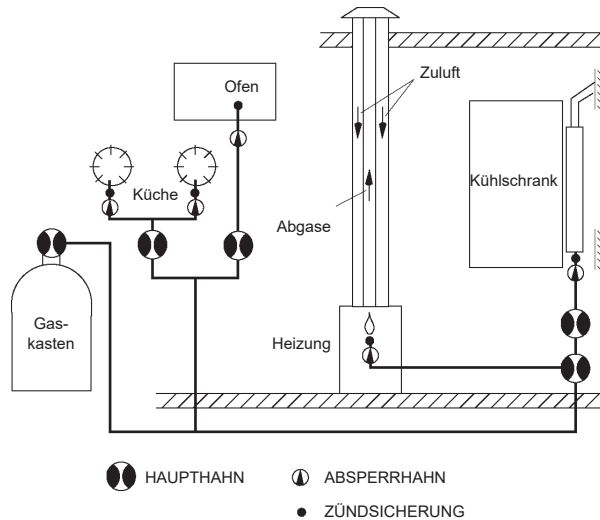 Ofen
Zuluft
Küche
Kühlschrank
Abgase
Gas-
kasten
Heizung
HAUPTHAHN
ABSPERRHAHN
ZÜNDSICHERUNG